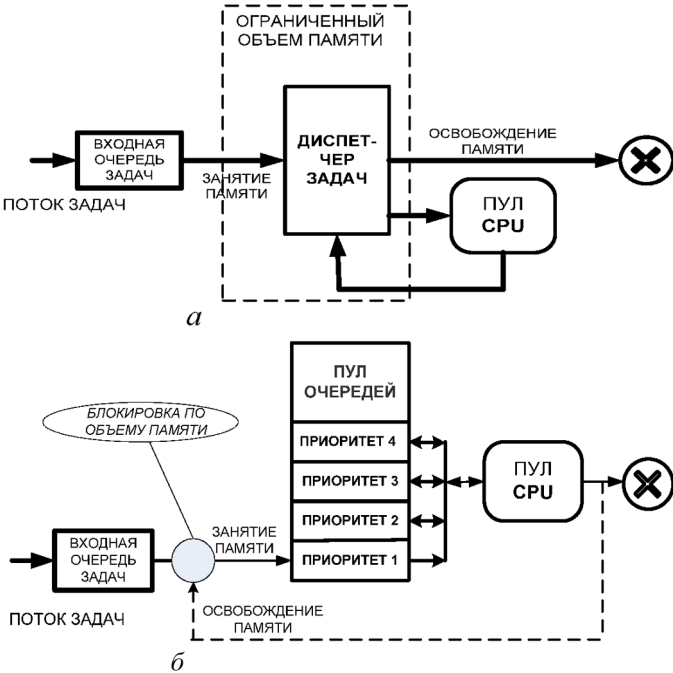 ОГРАНИЧЕННЫЙ
ОБЪЕМ ПАМЯТИ
ВХОДНАЯ
ОЧЕРЕДЬ
ЗАДАЧ
ПОТОК ЗАДАЧ
ЗАНЯТИЕ
ПАМЯТИ
ДИСПЕТ-
ЧЕР
ЗАДАЧ
ОСВОБОЖДЕНИЕ
ПАМЯТИ
ПУЛ
CPU
а
ПУЛ
ОЧЕРЕДЕЙ
БЛОКИРОВКА ПО
ОБЪЕМУ ПАМЯТИ
ПРИОРИТЕТ 4
ПРИОРИТЕТ 3
ПРИОРИТЕТ 2
ПРИОРИТЕТ 1
ПУЛ
CPU
ВХОДНАЯ
ОЧЕРЕДЬ
ЗАДАЧ
ЗАНЯТИЕ
ПАМЯТИ
ПОТОК ЗАДАЧ
ОСВОБОЖДЕНИЕ
ПАМЯТИ
б